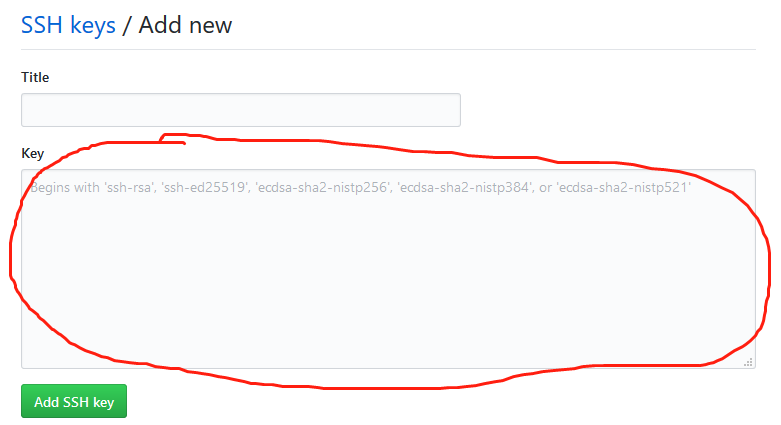 SSH keys / Add new
Title
Key
Begins with 'ssh-rsa', 'ssh-ed25519', 'ecdsa-sha2-nistp256', 'ecdsa-sha2-nistp384', or 'ecdsa-sha2-nistp521'
Add SSH key